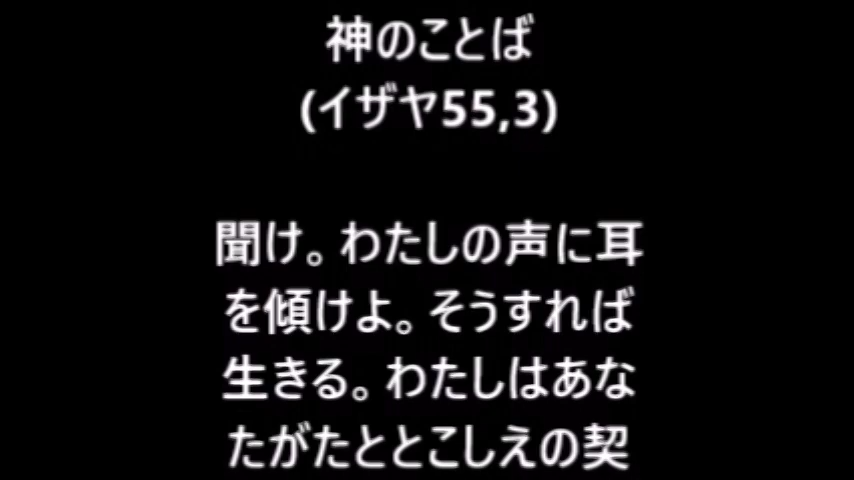 神のことば
(イザヤ55,3)
聞け。わたしの声に耳
を傾けよ。そうすれば
生きる。わたしはあな
たがたととこしえの契